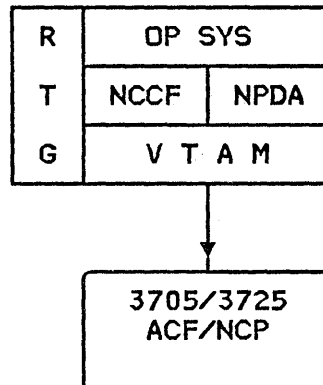 R OP SYS
T NCCF NPDA
G V T A M
3705/3725
ACF/NCP